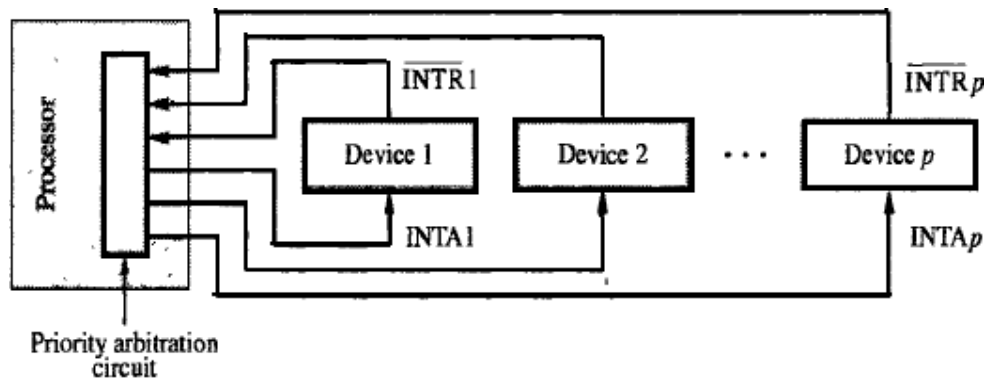 Processor
INTR1
INTRp
Device 1
Device 2
...
Device p
INTA1
INTAp
Priority arbitration
circuit